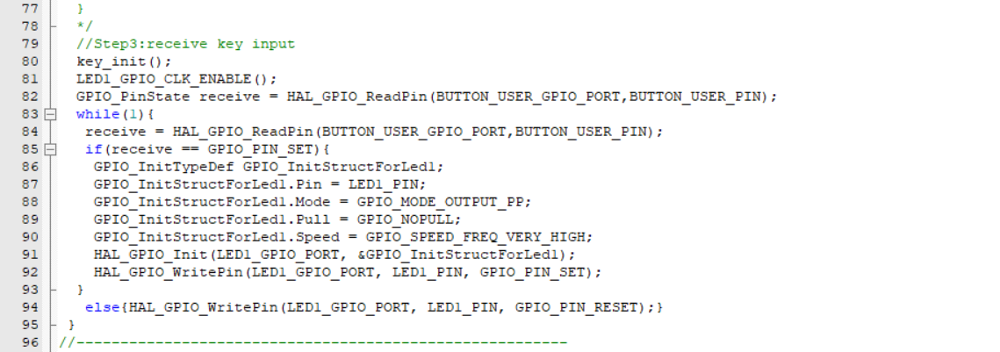 77 }
78 */
79 //Step3:receive key input
80 key_init();
81 LED1_GPIO_CLK_ENABLE();
82 GPIO_PinState receive = HAL_GPIO_ReadPin(BUTTON_USER_GPIO_PORT,BUTTON_USER_PIN);
83 while(1){
84 receive = HAL_GPIO_ReadPin(BUTTON_USER_GPIO_PORT,BUTTON_USER_PIN);
85 if(receive == GPIO_PIN_SET){
86 GPIO_InitTypeDef GPIO_InitStructForLed1;
87 GPIO_InitStructForLed1.Pin = LED1_PIN;
88 GPIO_InitStructForLed1.Mode = GPIO_MODE_OUTPUT_PP;
89 GPIO_InitStructForLed1.Pull = GPIO_NOPULL;
90 GPIO_InitStructForLed1.Speed = GPIO_SPEED_FREQ_VERY_HIGH;
91 HAL_GPIO_Init(LED1_GPIO_PORT, &GPIO_InitStructForLed1);
92 HAL_GPIO_WritePin(LED1_GPIO_PORT, LED1_PIN, GPIO_PIN_SET);
93 }
94 else{HAL_GPIO_WritePin(LED1_GPIO_PORT, LED1_PIN, GPIO_PIN_RESET);}
95 }
96 //--------------------------------------------------------